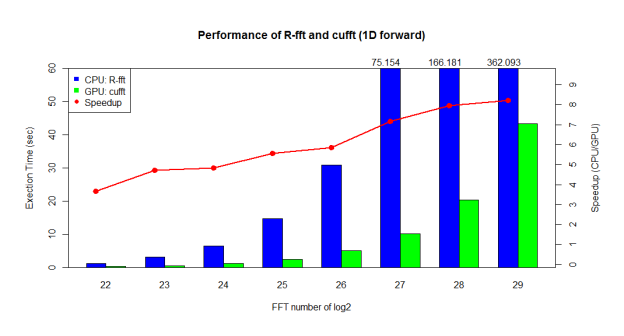 Performance of R-fft and cufft (1D forward)
75.154 166.181 362.093
CPU: R-fft
GPU: cufft
Speedup
Exection Time (sec)
60
50
40
30
20
10
0
Speedup (CPU/GPU)
9
8
7
6
5
4
3
2
1
0
22 23 24 25 26 27 28 29
FFT number of log2